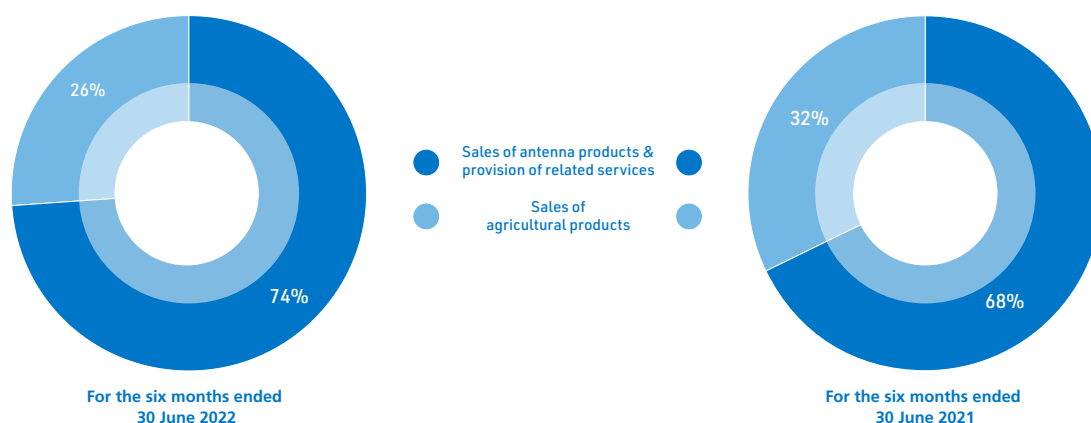 26%
74%
For the six months ended
30 June 2022
Sales of antenna products &
provision of related services
Sales of
agricultural products
32%
68%
For the six months ended
30 June 2021